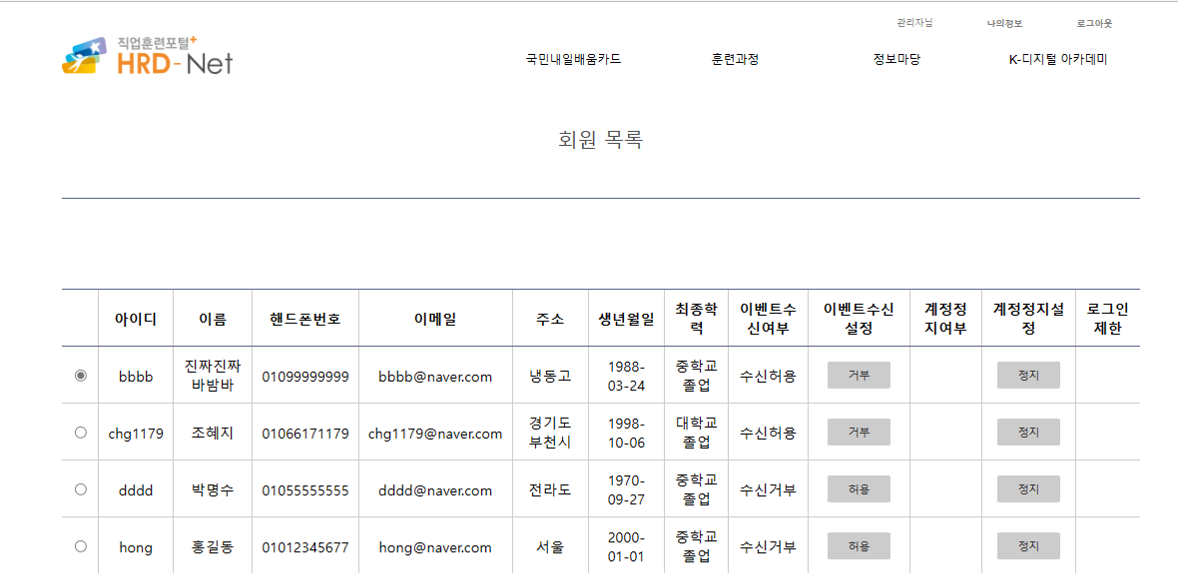 관리자님 나의정보 로그아웃
직업훈련포털+
HRD-Net
국민내일배움카드 훈련과정 정보마당 K-디지털 아카데미
회원 목록
아이디 이름 핸드폰번호 이메일 주소 생년월일 최종학력 이벤트수신여부 이벤트수신설정 계정정지여부 계정정지설정 로그인제한
bbbb 진짜진짜바밤바 01099999999 bbbb@naver.com 냉동고 1988-03-24 중학교졸업 수신허용 거부 정지
chg1179 조혜지 01066171179 chg1179@naver.com 경기도 부천시 1998-10-06 대학교졸업 수신허용 거부 정지
dddd 박명수 01055555555 dddd@naver.com 전라도 1970-09-27 중학교졸업 수신거부 허용 정지
hong 홍길동 01012345677 hong@naver.com 서울 2000-01-01 중학교졸업 수신거부 허용 정지